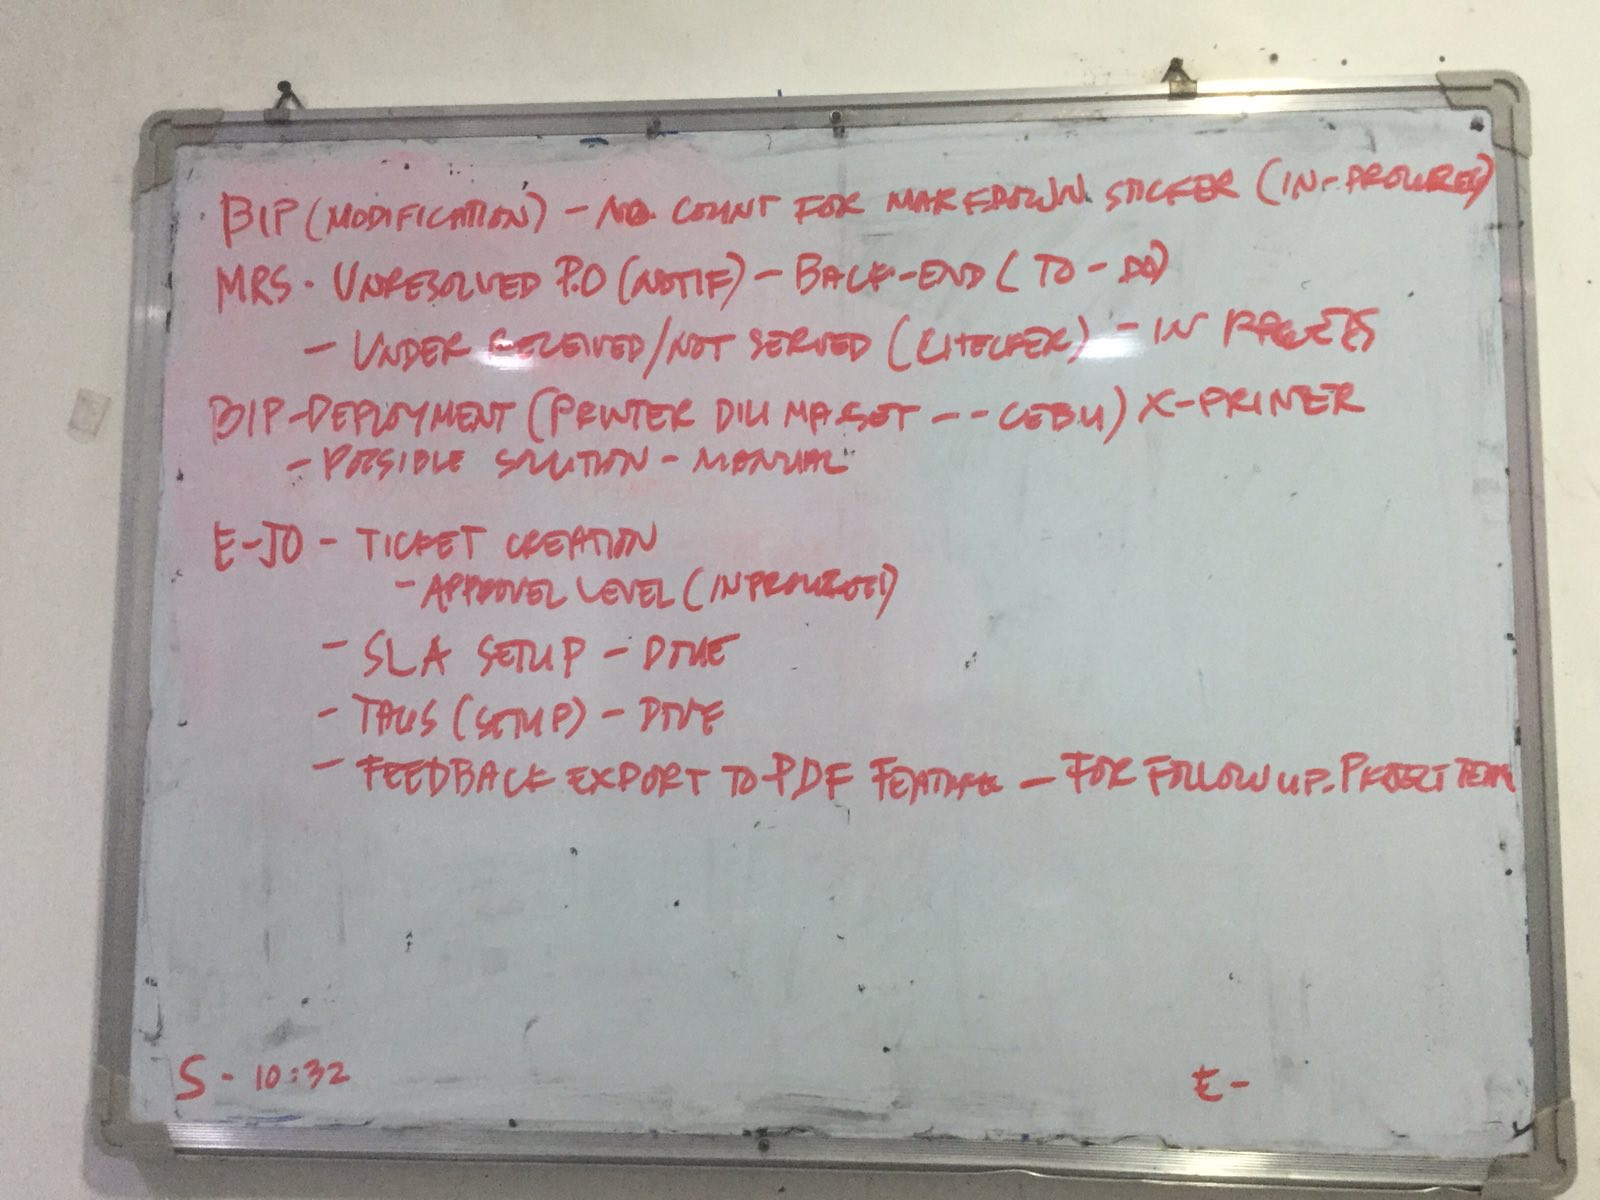 BIP (MODIFICATION) - NO. COUNT FOR MARKDOWN STICKER (IN-PROGRESS)
MRS - UNRESOLVED P.O (NOTIF) - BACK-END (TO-DO)
- UNDER RECEIVED/NOT SERVED (CHECKER) - IN PROCESS
BIP-DEPLOYMENT (PRINTER DILI MA SET -- CEBU) X-PRINTER
- POSSIBLE SOLUTION - MANUAL
E-JO - TICKET CREATION
- APPROVEL LEVEL (IN PROGRESS)
- SLA SETUP - DONE
- TAGS (SETUP) - DONE
- FEEDBACK EXPORT TO PDF FEATURE - FOR FOLLOW UP. PROJECT TEAM
S - 10:32
E -